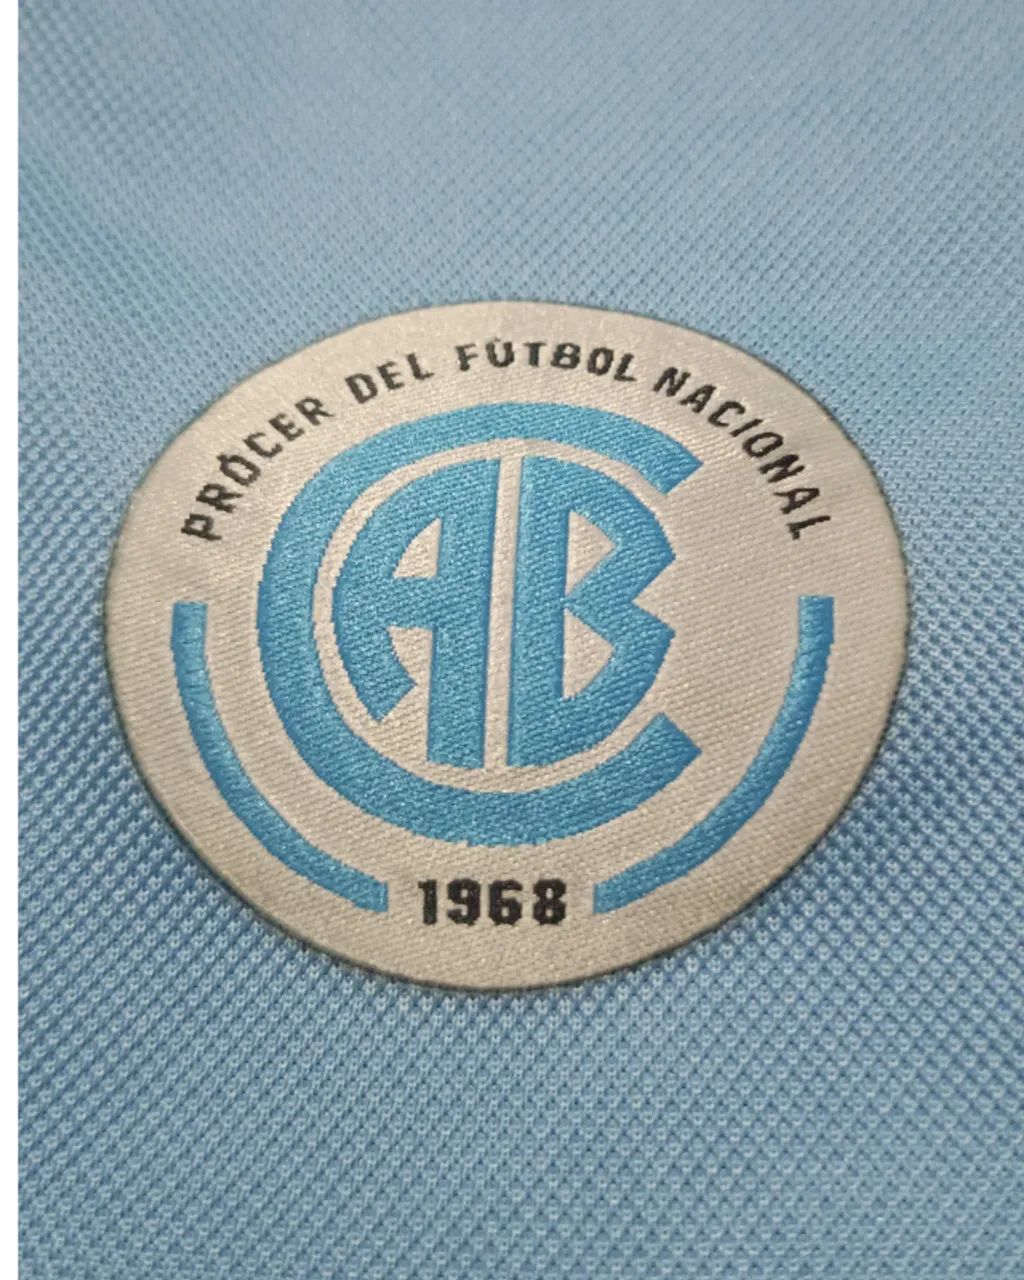 PRÓCER DEL FÚTBOL NACIONAL
CAB
1968